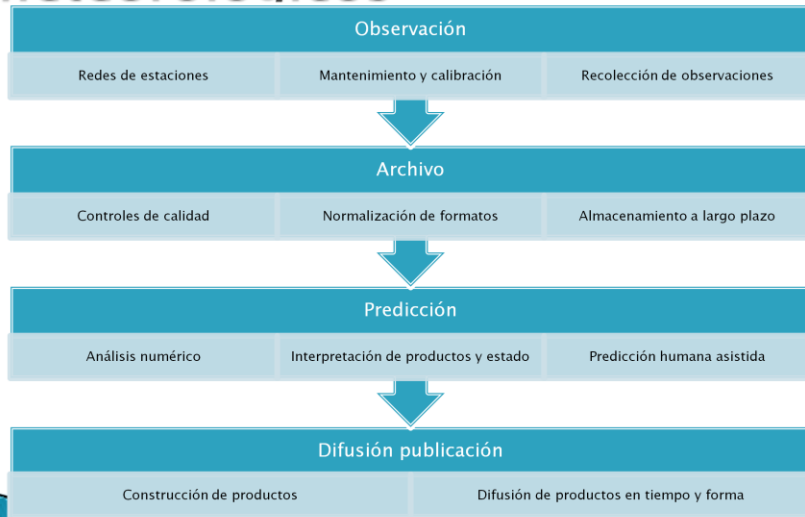 Observación
Redes de estaciones
Mantenimiento y calibración
Recolección de observaciones
Archivo
Controles de calidad
Normalización de formatos
Almacenamiento a largo plazo
Predicción
Análisis numérico
Interpretación de productos y estado
Predicción humana asistida
Difusión publicación
Construcción de productos
Difusión de productos en tiempo y forma